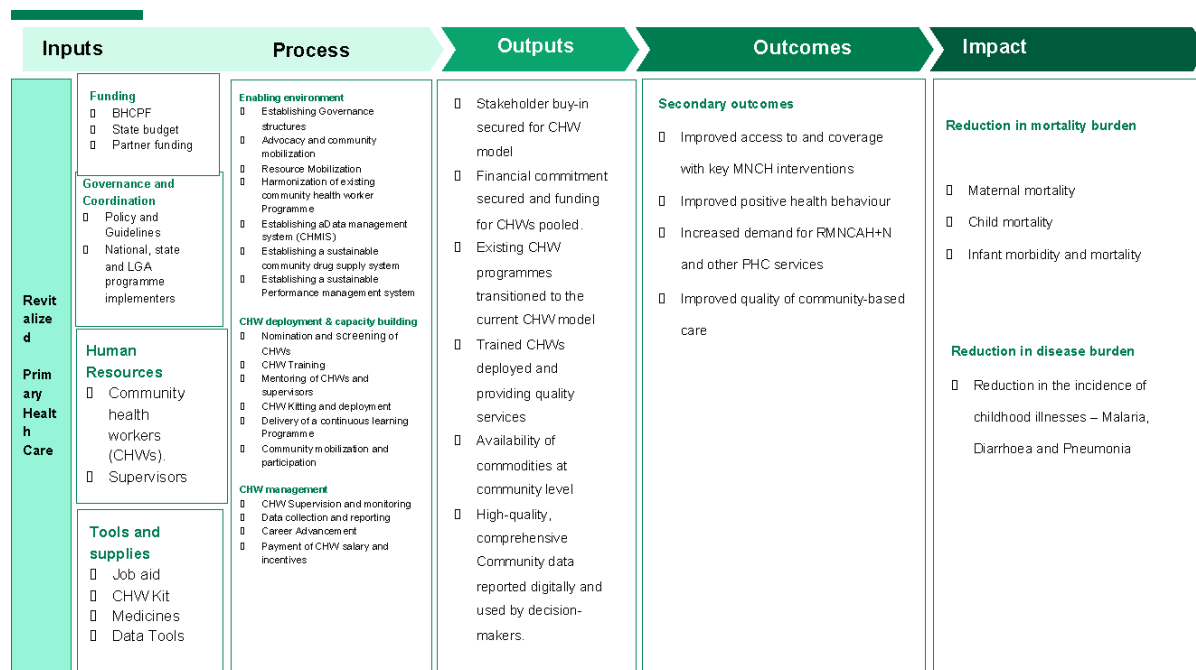 Inputs
Process
Outputs
Outcomes
Impact
Revit
alize
d
Prim
ary
Healt
h
Care
Funding
BHCPF
State budget
Partner funding
Governance and
Coordination
Policy and
Guidelines
National, state
and LGA
programme
implementers
Human
Resources
Community
health
workers
(CHWs).
Supervisors
Tools and
supplies
Job aid
CHW Kit
Medicines
Data Tools
Enabling environment
Establishing Governance
structures
Advocacy and community
mobilization
Resource Mobilization
Harmonization of existing
community health worker
Programme
Establishing aData management
system (CHMIS)
Establishing a sustainable
community drug supply system
Establishing a sustainable
Performance management system
CHW deployment & capacity building
Nomination and screening of
CHWs
CHW Training
Mentoring of CHWs and
supervisors
CHW Kitting and deployment
Delivery of a continuous learning
Programme
Community mobilization and
participation
CHW management
CHW Supervision and monitoring
Data collection and reporting
Career Advancement
Payment of CHW salary and
incentives
Stakeholder buy-in
secured for CHW
model
Financial commitment
secured and funding
for CHWs pooled.
Existing CHW
programmes
transitioned to the
current CHW model
Trained CHWs
deployed and
providing quality
services
Availability of
commodities at
community level
High-quality,
comprehensive
Community data
reported digitally and
used by decision-
makers.
Secondary outcomes
Improved access to and coverage
with key MNCH interventions
Improved positive health behaviour
Increased demand for RMNCAH+N
and other PHC services
Improved quality of community-based
care
Reduction in mortality burden
Maternal mortality
Child mortality
Infant morbidity and mortality
Reduction in disease burden
Reduction in the incidence of
childhood illnesses – Malaria,
Diarrhoea and Pneumonia